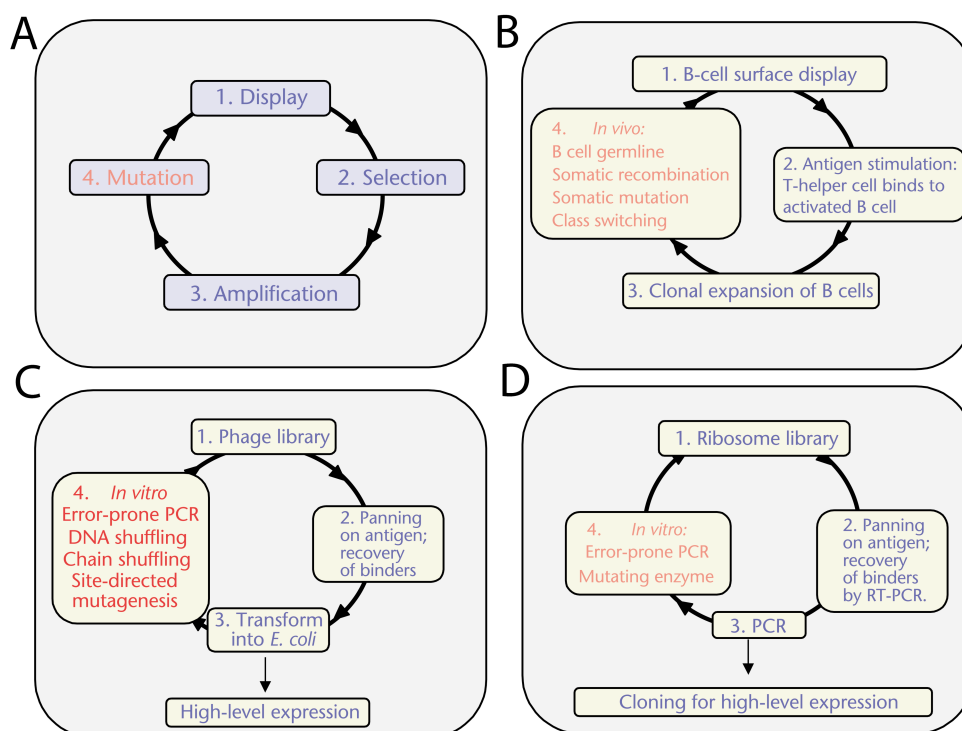 A
1. Display
2. Selection
3. Amplification
4. Mutation
B
1. B-cell surface display
2. Antigen stimulation:
T-helper cell binds to
activated B cell
3. Clonal expansion of B cells
4. In vivo:
B cell germline
Somatic recombination
Somatic mutation
Class switching
C
1. Phage library
2. Panning
on antigen;
recovery
of binders
3. Transform
into E. coli
4. In vitro
Error-prone PCR
DNA shuffling
Chain shuffling
Site-directed
mutagenesis
High-level expression
D
1. Ribosome library
2. Panning
on antigen;
recovery
of binders
by RT-PCR.
3. PCR
4. In vitro:
Error-prone PCR
Mutating enzyme
Cloning for high-level expression